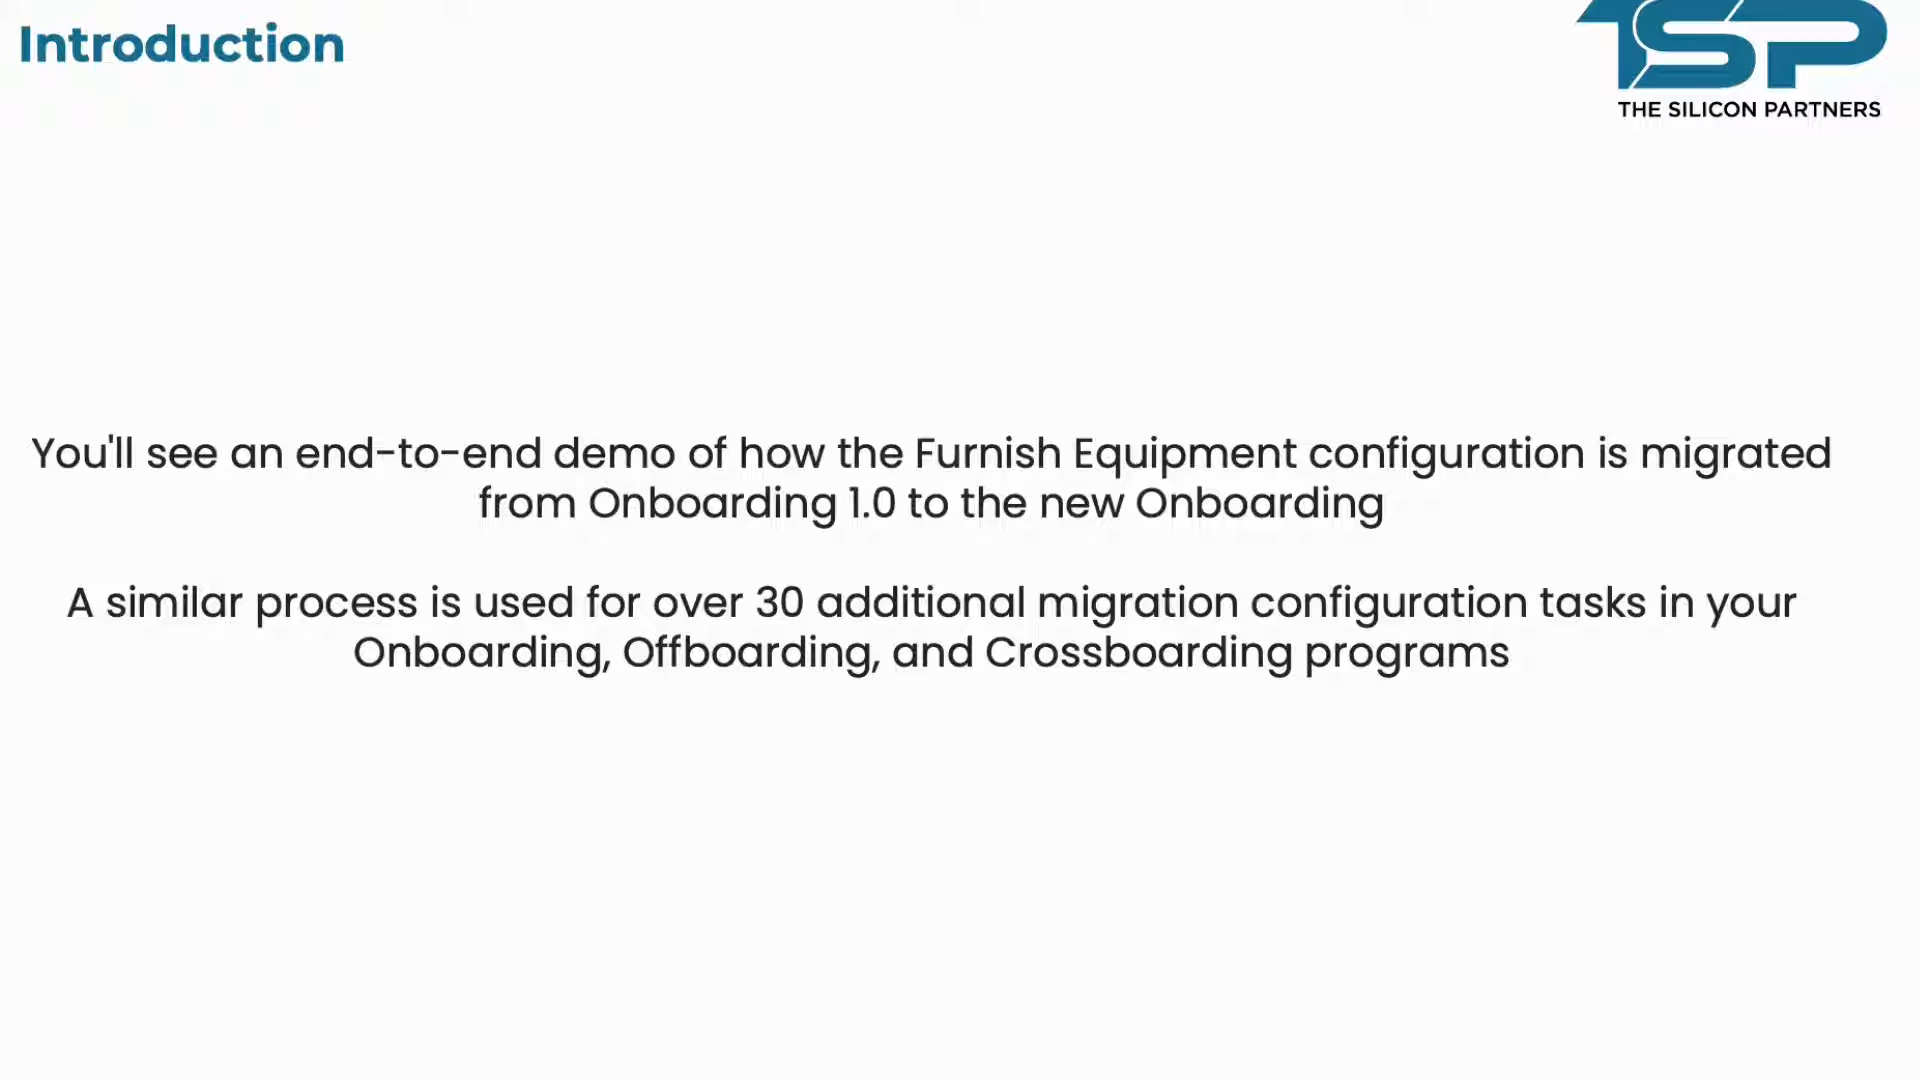 Introduction
TSP
THE SILICON PARTNERS
You'll see an end-to-end demo of how the Furnish Equipment configuration is migrated
from Onboarding 1.0 to the new Onboarding
A similar process is used for over 30 additional migration configuration tasks in your
Onboarding, Offboarding, and Crossboarding programs